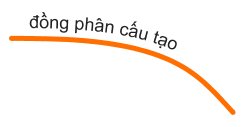 đồng phân cấu tạo